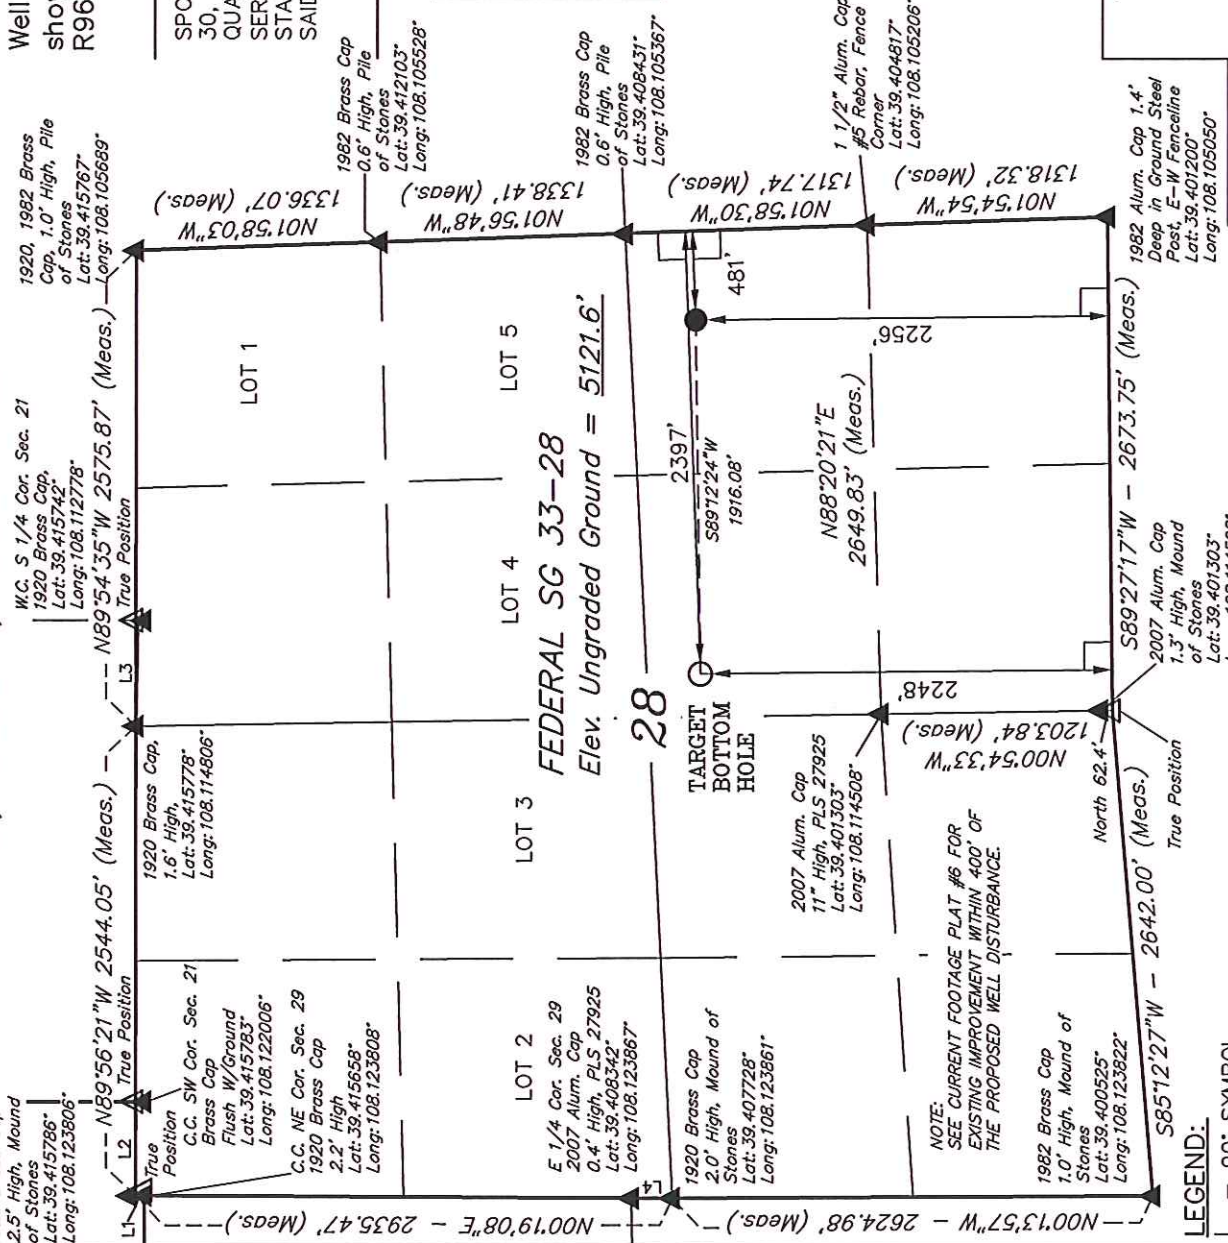 Well
sho
R96
SPO
30,
QUA
SER
STA
SAID
2.5' High, Mound
of Stones
Lat: 39.415786°
Long: 108.123806°
W.C. S 1/4 Cor. Sec. 21
1920 Brass Cap,
Lat: 39.415742°
Long: 108.112778°
1920, 1982 Brass
Cap, 1.0' High, Pile
of Stones
Lat: 39.415767°
Long: 108.105689°
N89°56'21"W 2544.05' (Meas.)
N89°54'35"W 2575.87' (Meas.)
L1
L2
True Position
L3
True Position
True
Position
C.C. SW Cor. Sec. 21
Brass Cap
Flush W/Ground
Lat: 39.415783°
Long: 108.122006°
C.C. NE Cor. Sec. 29
1920 Brass Cap
2.2' High
Lat: 39.415658°
Long: 108.123808°
1920 Brass Cap,
1.6' High,
Lat: 39.415778°
Long: 108.114806°
N01°58'03"W
1336.07' (Meas.)
1982 Brass Cap
0.6' High, Pile
of Stones
Lat: 39.412103°
Long: 108.105528°
LOT 1
LOT 2
LOT 3
LOT 4
LOT 5
N01°56'48"W
1338.41' (Meas.)
1982 Brass Cap
0.6' High, Pile
of Stones
Lat: 39.408431°
Long: 108.105367°
FEDERAL SG 33-28
Elev. Ungraded Ground = 5121.6'
28
N00°19'08"E - 2935.47' (Meas.)
E 1/4 Cor. Sec. 29
2007 Alum. Cap
0.4' High, PLS 27925
Lat: 39.408342°
Long: 108.123867°
L4
1920 Brass Cap
2.0' High, Mound of
Stones
Lat: 39.407728°
Long: 108.123861°
TARGET
BOTTOM
HOLE
2397'
S89°12'24"W
1916.08'
481'
N01°58'30"W
1317.74' (Meas.)
1 1/2" Alum. Cap
#5 Rebar, Fence
Corner
Lat: 39.404817°
Long: 108.105206°
2248'
2256'
N88°20'21"E
2649.83' (Meas.)
2007 Alum. Cap
11" High, PLS 27925
Lat: 39.401303°
Long: 108.114508°
N00°54'33"W
1203.84' (Meas.)
N01°54'54"W
1318.32' (Meas.)
NOTE:
SEE CURRENT FOOTAGE PLAT #6 FOR
EXISTING IMPROVEMENT WITHIN 400' OF
THE PROPOSED WELL DISTURBANCE.
N00°13'57"W - 2624.98' (Meas.)
1982 Brass Cap
1.0' High, Mound of
Stones
Lat: 39.400525°
Long: 108.123822°
S85°12'27"W - 2642.00' (Meas.)
North 62.4'
True Position
S89°27'17"W - 2673.75' (Meas.)
2007 Alum. Cap
1.3' High, Mound
of Stones
Lat: 39.401303°
1982 Alum. Cap 1.4'
Deep in Ground Steel
Post, E-W Fenceline
Lat: 39.401200°
Long: 108.105050°
LEGEND:
= 90° SYMBOL